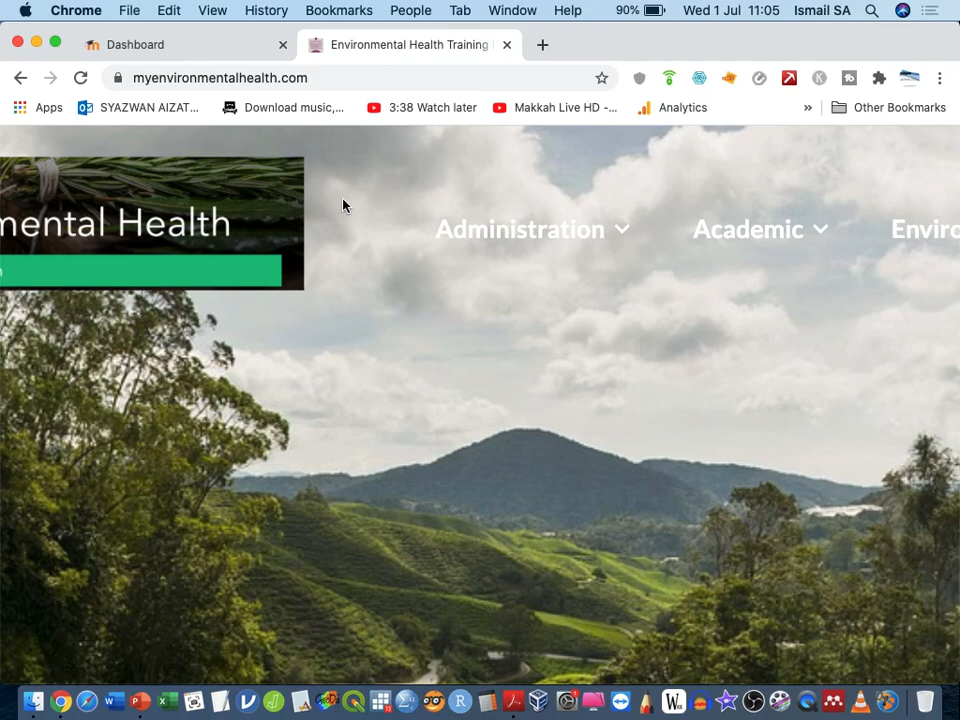 Chrome File Edit View History Bookmarks People Tab Window Help 90% Wed 1 Jul 11:05 Ismail SA
Dashboard Environmental Health Training
myenvironmentalhealth.com
Apps SYAZWAN AIZAT... Download music,... 3:38 Watch later Makkah Live HD -... Analytics » Other Bookmarks
mental Health
Administration Academic Enviro